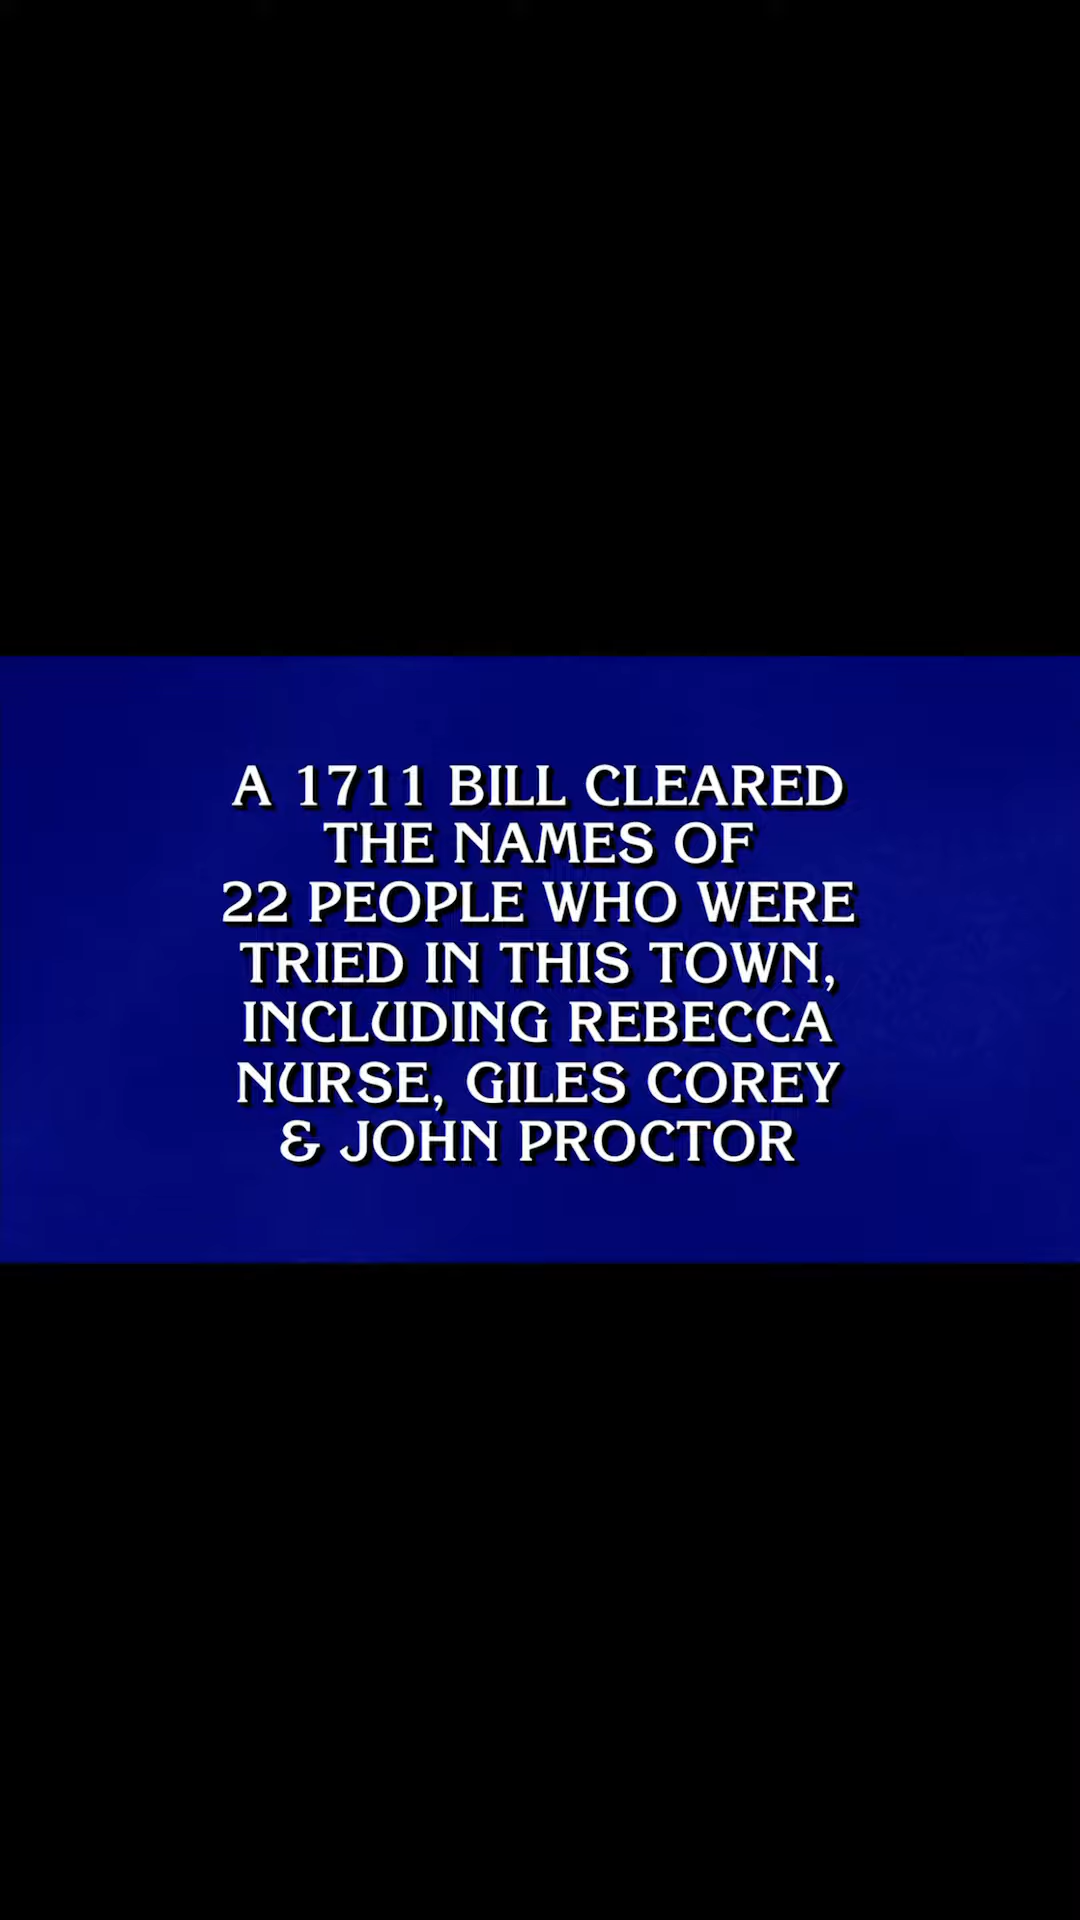 A 1711 BILL CLEARED
THE NAMES OF
22 PEOPLE WHO WERE
TRIED IN THIS TOWN,
INCLUDING REBECCA
NURSE, GILES COREY
& JOHN PROCTOR